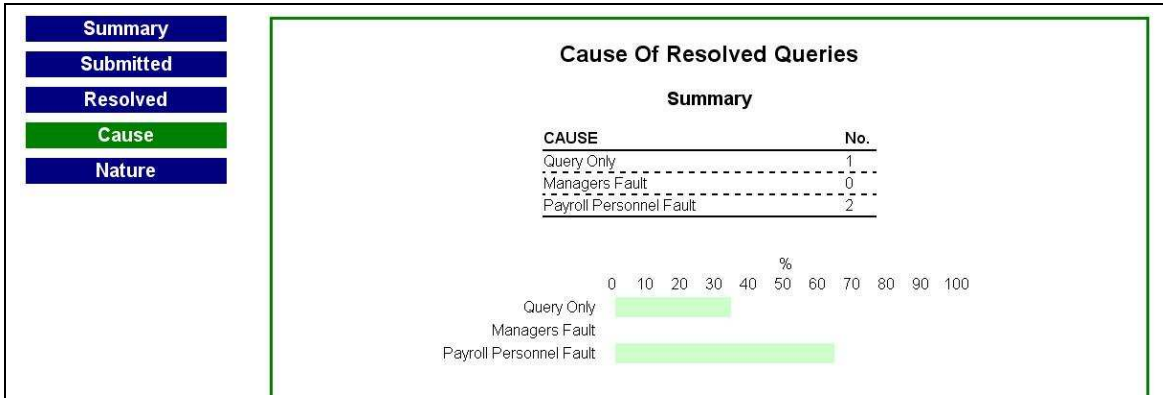 Summary
Submitted
Resolved
Cause
Nature
Cause Of Resolved Queries
Summary
CAUSE No.
Query Only 1
Managers Fault 0
Payroll Personnel Fault 2
%
0 10 20 30 40 50 60 70 80 90 100
Query Only
Managers Fault
Payroll Personnel Fault